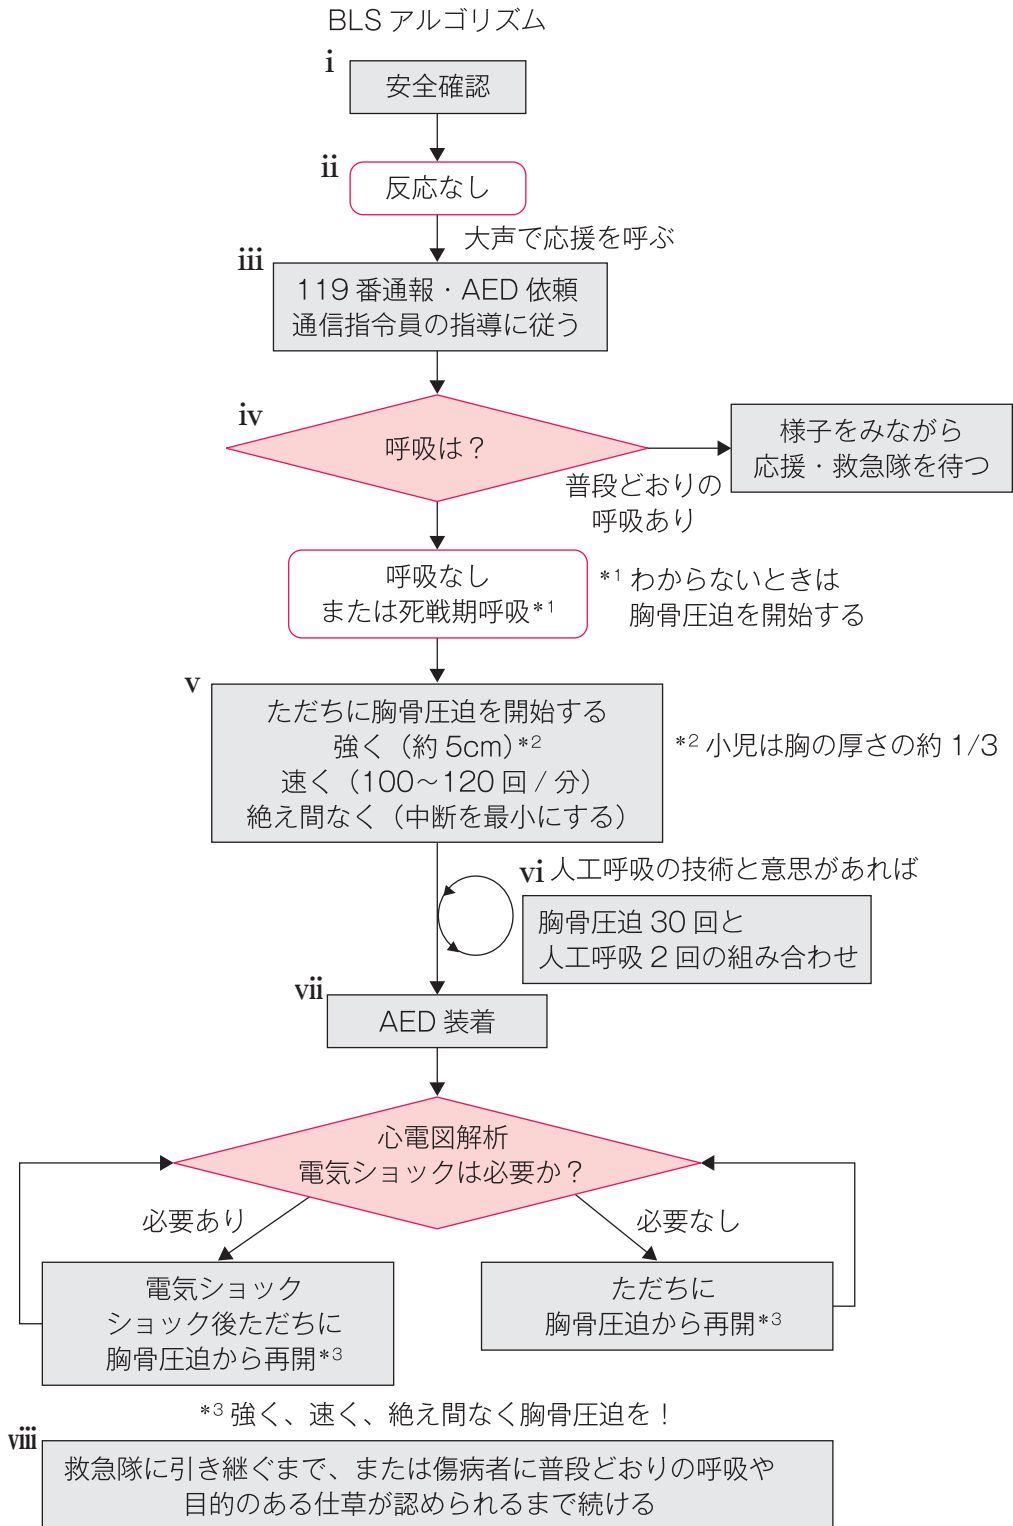 BLS アルゴリズム
i
安全確認
ii
反応なし
大声で応援を呼ぶ
iii
119 番通報・AED 依頼
通信指令員の指導に従う
iv
呼吸は？
様子をみながら
応援・救急隊を待つ
普段どおりの
呼吸あり
呼吸なし
または死戦期呼吸*1
*1 わからないときは
胸骨圧迫を開始する
v
ただちに胸骨圧迫を開始する
強く（約 5cm）*2
速く（100～120 回 / 分）
絶え間なく（中断を最小にする）
*2 小児は胸の厚さの約 1/3
vi 人工呼吸の技術と意思があれば
胸骨圧迫 30 回と
人工呼吸 2 回の組み合わせ
vii
AED 装着
心電図解析
電気ショックは必要か？
必要あり
必要なし
電気ショック
ショック後ただちに
胸骨圧迫から再開*3
ただちに
胸骨圧迫から再開*3
*3 強く、速く、絶え間なく胸骨圧迫を！
viii
救急隊に引き継ぐまで、または傷病者に普段どおりの呼吸や
目的のある仕草が認められるまで続ける